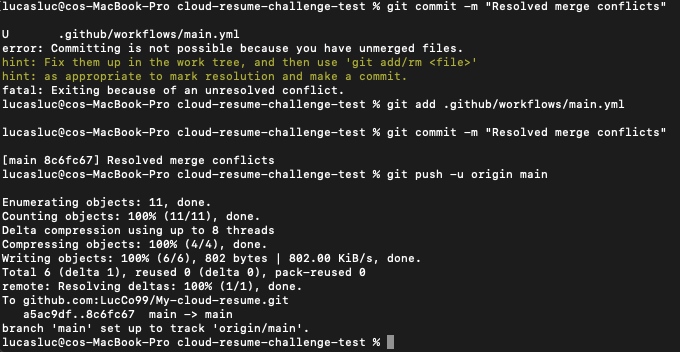 lucasluc@cos-MacBook-Pro cloud-resume-challenge-test % git commit -m "Resolved merge conflicts"
U       .github/workflows/main.yml
error: Committing is not possible because you have unmerged files.
hint: Fix them up in the work tree, and then use 'git add/rm <file>'
hint: as appropriate to mark resolution and make a commit.
fatal: Exiting because of an unresolved conflict.
lucasluc@cos-MacBook-Pro cloud-resume-challenge-test % git add .github/workflows/main.yml
lucasluc@cos-MacBook-Pro cloud-resume-challenge-test % git commit -m "Resolved merge conflicts"
[main 8c6fc67] Resolved merge conflicts
lucasluc@cos-MacBook-Pro cloud-resume-challenge-test % git push -u origin main
Enumerating objects: 11, done.
Counting objects: 100% (11/11), done.
Delta compression using up to 8 threads
Compressing objects: 100% (4/4), done.
Writing objects: 100% (6/6), 802 bytes | 802.00 KiB/s, done.
Total 6 (delta 1), reused 0 (delta 0), pack-reused 0
remote: Resolving deltas: 100% (1/1), done.
To github.com:LucCo99/My-cloud-resume.git
   a5ac9df..8c6fc67  main -> main
branch 'main' set up to track 'origin/main'.
lucasluc@cos-MacBook-Pro cloud-resume-challenge-test %